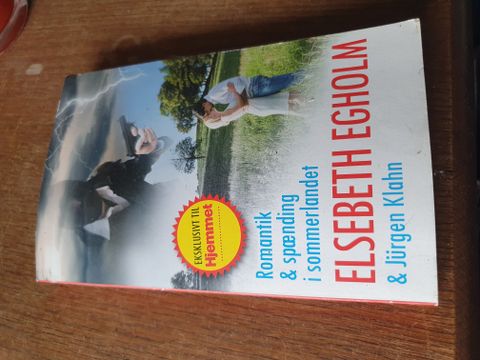 EKSKLUSIVT TIL
Hjemmet
Romantik
& spænding
i sommerlandet
ELSEBETH EGHOLM
& Jürgen Klahn